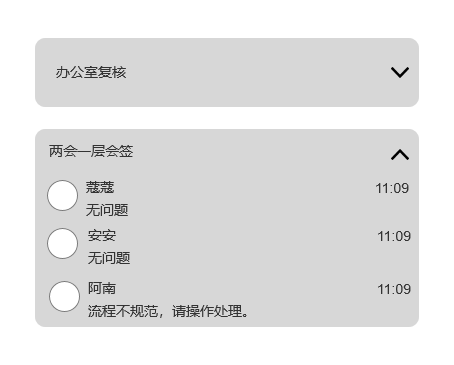 办公室复核
两会一层会签
蔻蔻
11:09
无问题
安安
11:09
无问题
阿南
11:09
流程不规范，请操作处理。